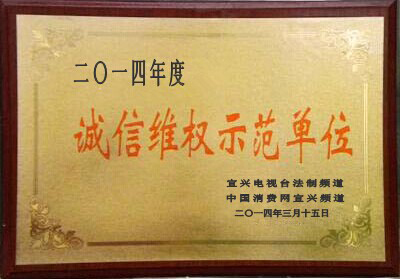 二〇一四年度
诚信维权示范单位
宜兴电视台法制频道
中国消费网宜兴频道
二〇一四年三月十五日